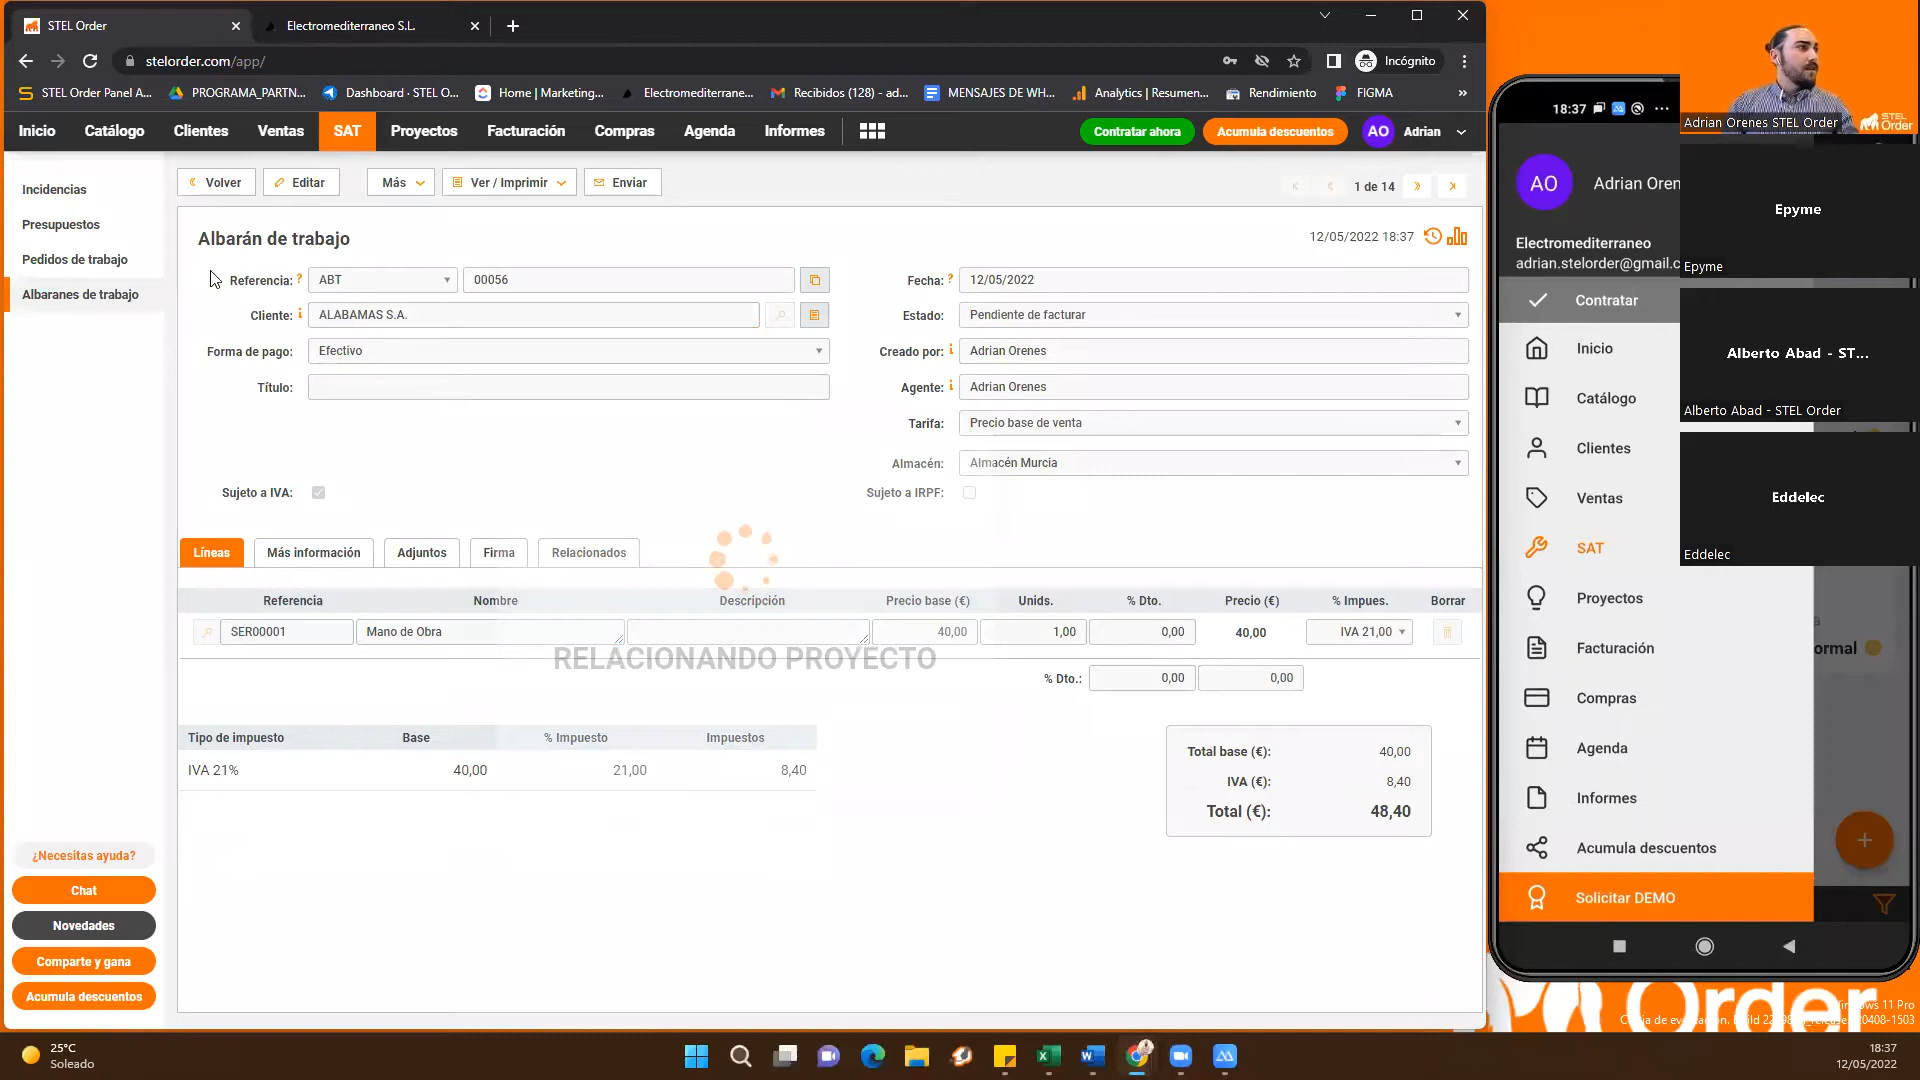 STEL Order
Electromediterraneo S.L.
stelorder.com/app/
Incógnito
STEL Order Panel A...
PROGRAMA_PARTN...
Dashboard · STEL O...
Home | Marketing...
Electromediterrane...
Recibidos (128) - ad...
MENSAJES DE WH...
Analytics | Resumen...
Rendimiento
FIGMA
Inicio
Catálogo
Clientes
Ventas
SAT
Proyectos
Facturación
Compras
Agenda
Informes
Contratar ahora
Acumula descuentos
AO
Adrian
Incidencias
Presupuestos
Pedidos de trabajo
Albaranes de trabajo
¿Necesitas ayuda?
Chat
Novedades
Comparte y gana
Acumula descuentos
Volver
Editar
Más
Ver / Imprimir
Enviar
1 de 14
Albarán de trabajo
12/05/2022 18:37
Referencia: ?
ABT
00056
Cliente:
ALABAMAS S.A.
Forma de pago:
Efectivo
Título:
Fecha: ?
12/05/2022
Estado:
Pendiente de facturar
Creado por:
Adrian Orenes
Agente:
Adrian Orenes
Tarifa:
Precio base de venta
Almacén:
Almacén Murcia
Sujeto a IVA:
Sujeto a IRPF:
Líneas
Más información
Adjuntos
Firma
Relacionados
Referencia
Nombre
Descripción
Precio base (€)
Unids.
% Dto.
Precio (€)
% Impues.
Borrar
SER00001
Mano de Obra
40,00
1,00
0,00
40,00
IVA 21,00
RELACIONANDO PROYECTO
% Dto.:
0,00
0,00
Tipo de impuesto
Base
% Impuesto
Impuestos
IVA 21%
40,00
21,00
8,40
Total base (€):
40,00
IVA (€):
8,40
Total (€):
48,40
18:37
AO
Adrian Oren
Electromediterraneo
adrian.stelorder@gmail.c
Contratar
Inicio
Catálogo
Clientes
Ventas
SAT
Proyectos
Facturación
Compras
Agenda
Informes
Acumula descuentos
Solicitar DEMO
ormal
Adrian Orenes STEL Order
STEL
Order
Epyme
Epyme
Alberto Abad - ST...
Alberto Abad - STEL Order
Eddelec
Eddelec
Order
25°C
Soleado
18:37
12/05/2022